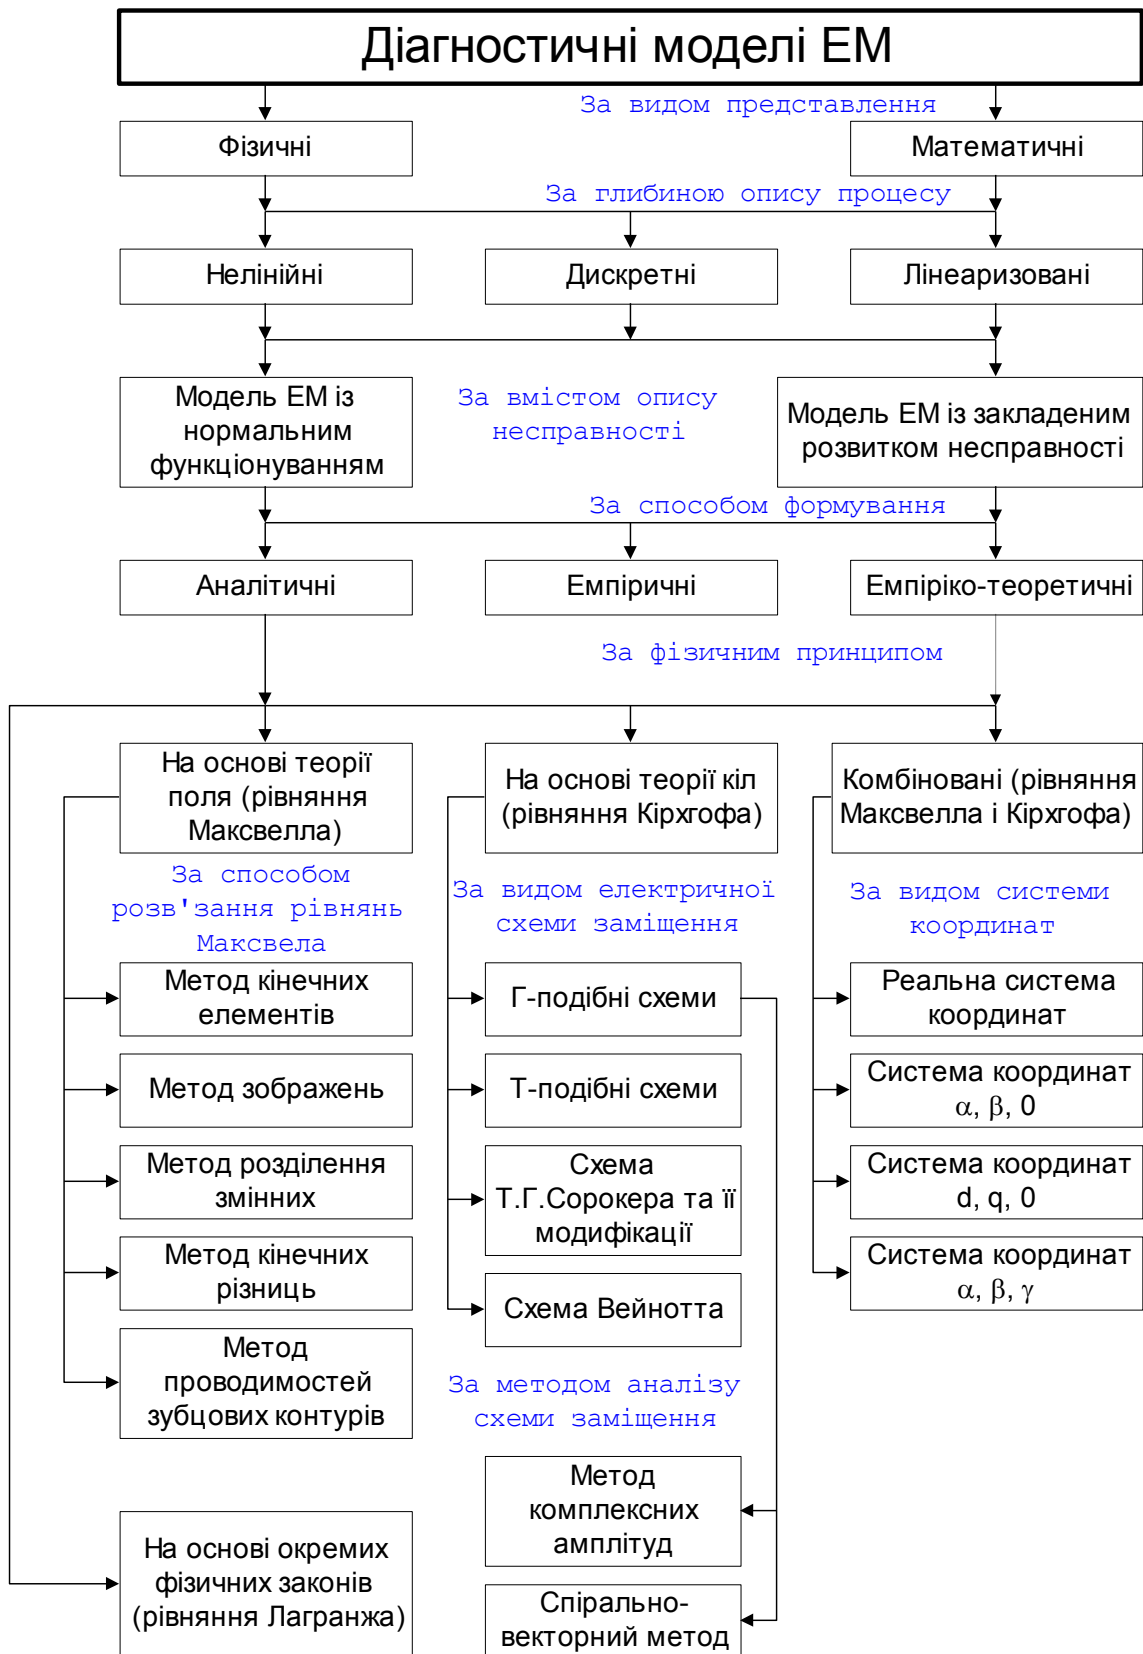 Діагностичні моделі ЕМ
За видом представлення
Фізичні
Математичні
За глибиною опису процесу
Нелінійні
Дискретні
Лінеаризовані
Модель ЕМ із
нормальним
функціонуванням
За вмістом опису
несправності
Модель ЕМ із закладеним
розвитком несправності
За способом формування
Аналітичні
Емпіричні
Емпіріко-теоретичні
За фізичним принципом
На основі теорії
поля (рівняння
Максвелла)
На основі теорії кіл
(рівняння Кірхгофа)
Комбіновані (рівняння
Максвелла і Кірхгофа)
За способом
розв'зання рівнянь
Максвела
За видом електричної
схеми заміщення
За видом системи
координат
Метод кінечних
елементів
Г-подібні схеми
Реальна система
координат
Метод зображень
Т-подібні схеми
Система координат
α, β, 0
Метод розділення
змінних
Схема
Т.Г.Сорокера та її
модифікації
Система координат
d, q, 0
Метод кінечних
різниць
Схема Вейнотта
Система координат
α, β, γ
Метод
проводимостей
зубцових контурів
За методом аналізу
схеми заміщення
Метод
комплексних
амплітуд
На основі окремих
фізичних законів
(рівняння Лагранжа)
Спірально-
векторний метод